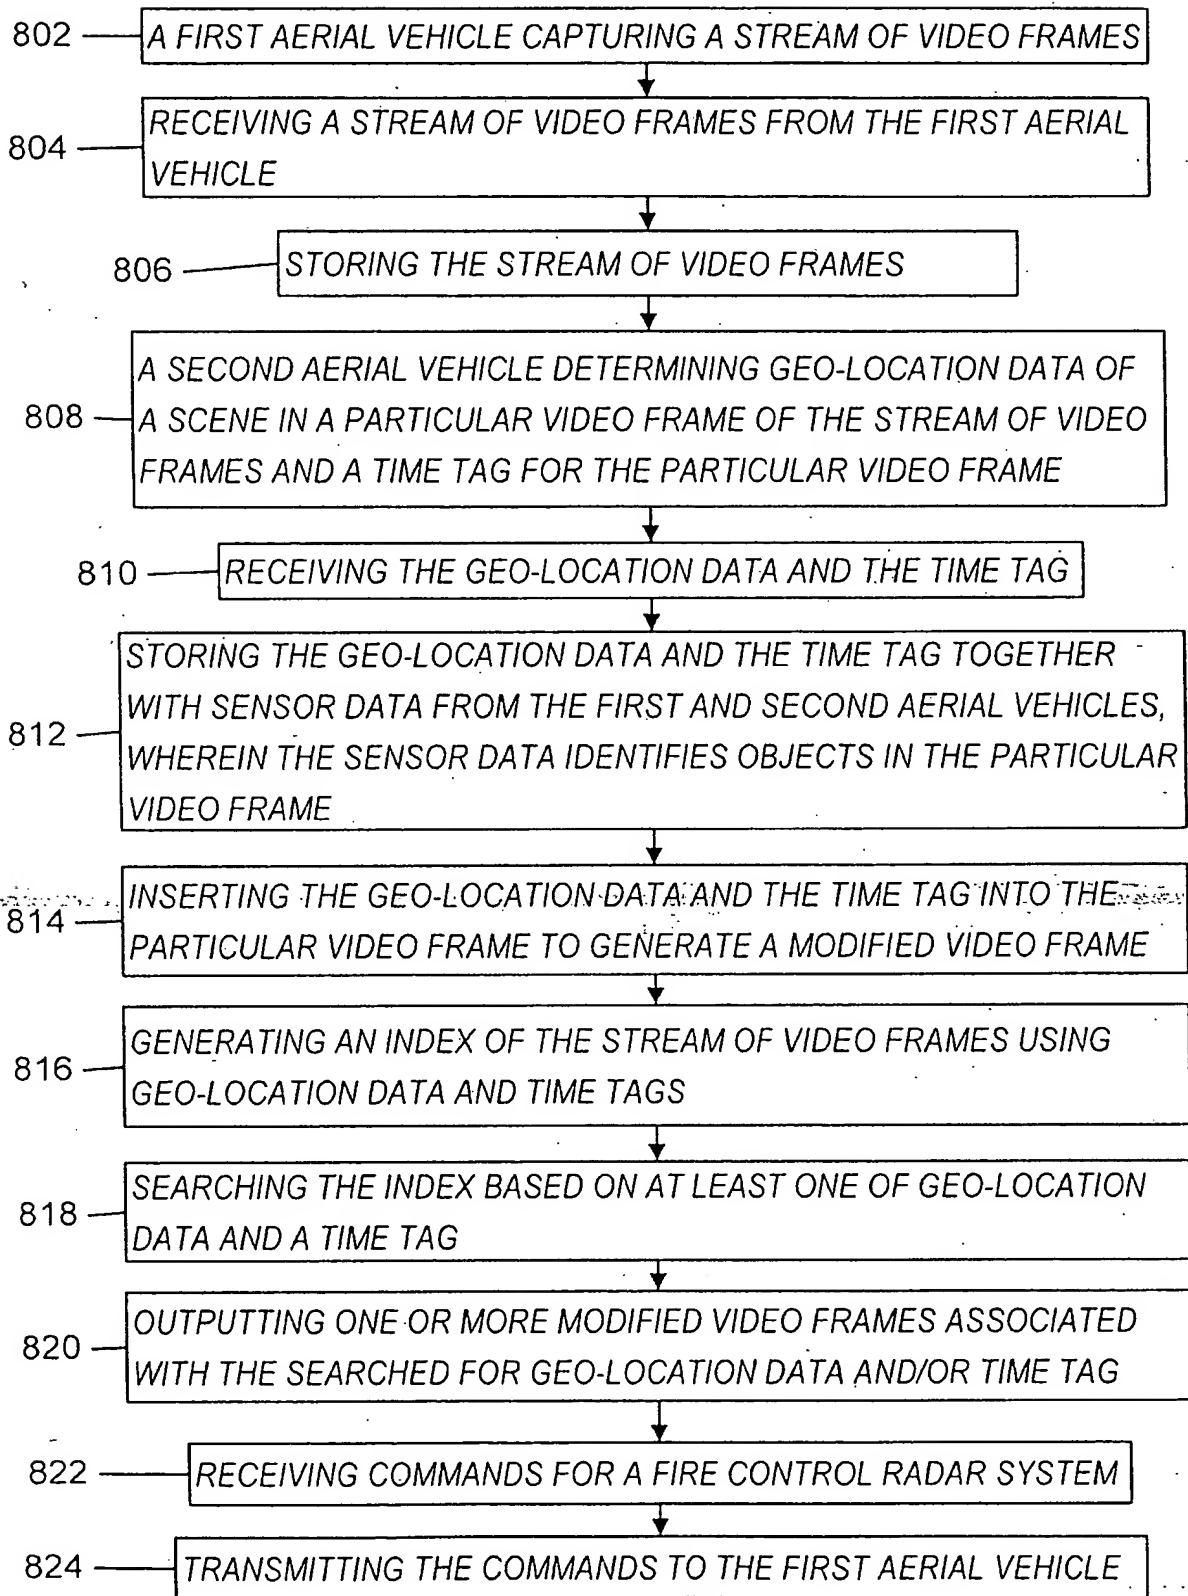 802 A FIRST AERIAL VEHICLE CAPTURING A STREAM OF VIDEO FRAMES
RECEIVING A STREAM OF VIDEO FRAMES FROM THE FIRST AERIAL
804
VEHICLE
806 STORING THE STREAM OF VIDEO FRAMES
A SECOND AERIAL VEHICLE DETERMINING GEO-LOCATION DATA OF
808 A SCENE IN A PARTICULAR VIDEO FRAME OF THE STREAM OF VIDEO
FRAMES AND A TIME TAG FOR THE PARTICULAR VIDEO FRAME
810 RECEIVING THE GEO-LOCATION DATA AND THE TIME TAG
STORING THE GEO-LOCATION DATA AND THE TIME TAG TOGETHER
WITH SENSOR DATA FROM THE FIRST AND SECOND AERIAL VEHICLES,
812
WHEREIN THE SENSOR DATA IDENTIFIES OBJECTS IN THE PARTICULAR
VIDEO FRAME
INSERTING THE GEO-LOCATION DATA AND THE TIME TAG INTO THE
814
PARTICULAR VIDEO FRAME TO GENERATE A MODIFIED VIDEO FRAME
GENERATING AN INDEX OF THE STREAM OF VIDEO FRAMES USING
816
GEO-LOCATION DATA AND TIME TAGS
SEARCHING THE INDEX BASED ON AT LEAST ONE OF GEO-LOCATION
818
DATA AND A TIME TAG
OUTPUTTING ONE OR MORE MODIFIED VIDEO FRAMES ASSOCIATED
820
WITH THE SEARCHED FOR GEO-LOCATION DATA AND/OR TIME TAG
822 RECEIVING COMMANDS FOR A FIRE CONTROL RADAR SYSTEM
824 TRANSMITTING THE COMMANDS TO THE FIRST AERIAL VEHICLE